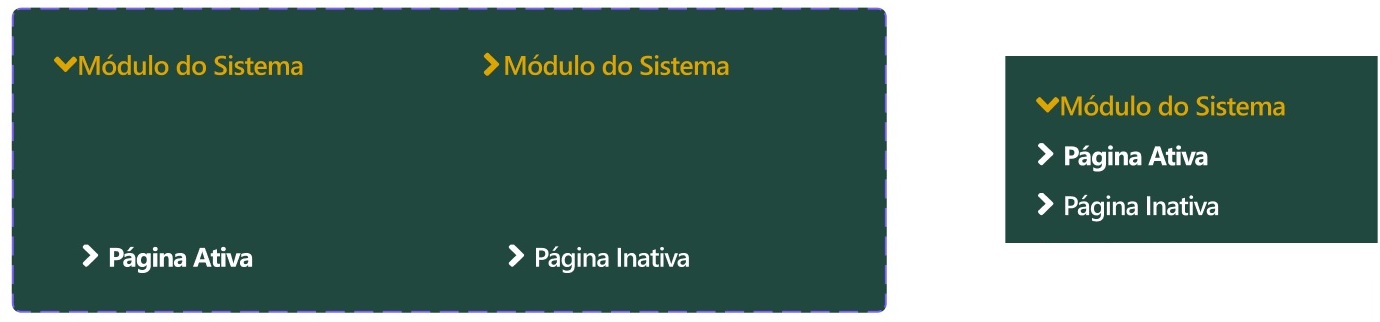 Módulo do Sistema
Módulo do Sistema
Página Ativa
Página Inativa
Módulo do Sistema
Página Ativa
Página Inativa